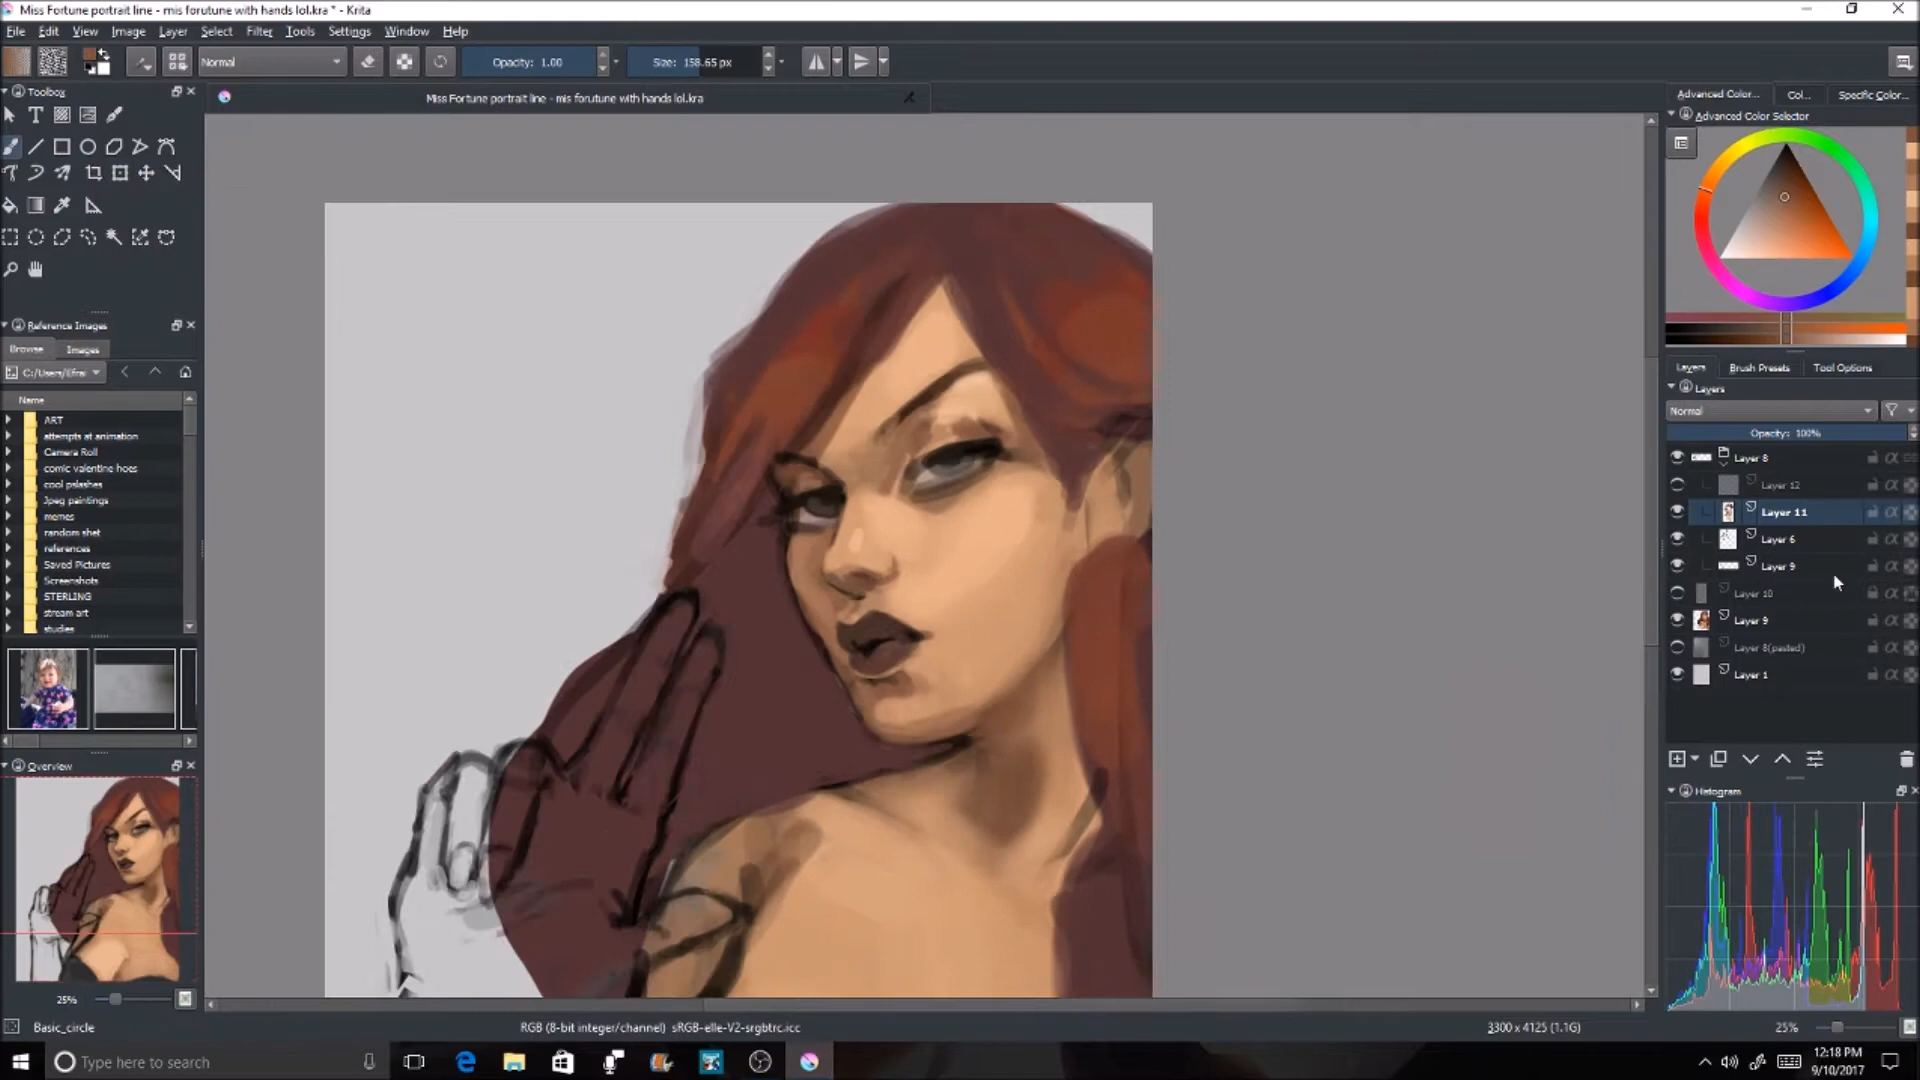 Miss Fortune portrait line - mis forutune with hands lol.kra * - Krita
File Edit View Image Layer Select Filter Tools Settings Window Help
Normal Opacity: 1.00 Size: 158.65 px
Toolbox
Miss Fortune portrait line - mis forutune with hands lol.kra
Advanced Color... Col... Specific Color...
Advanced Color Selector
Reference Images
Browse Images
C:/Users/Efrai
Name
ART
attempts at animation
Camera Roll
comic valentine hoes
cool pslashes
Jpeg paintings
memes
random shet
references
Saved Pictures
Screenshots
STERLING
stream art
studies
Layers Brush Presets Tool Options
Layers
Normal
Opacity: 100%
Layer 8
Layer 12
Layer 11
Layer 6
Layer 9
Layer 10
Layer 9
Layer 8(pasted)
Layer 1
Overview
25%
Histogram
Basic_circle RGB (8-bit integer/channel) sRGB-elle-V2-srgbtrc.icc 3300 x 4125 (1.1G) 25%
Type here to search
12:18 PM
9/10/2017